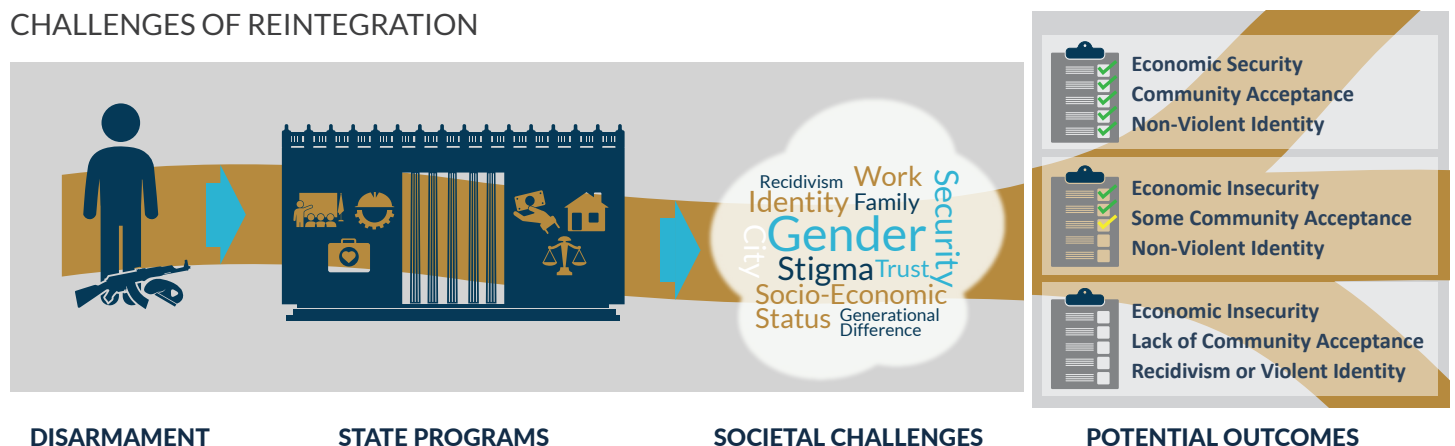 CHALLENGES OF REINTEGRATION
Recidivism
Work
Security
Identity
Family
City
Gender
Stigma
Trust
Socio-Economic
Status
Generational
Difference
Economic Security
Community Acceptance
Non-Violent Identity
Economic Insecurity
Some Community Acceptance
Non-Violent Identity
Economic Insecurity
Lack of Community Acceptance
Recidivism or Violent Identity
DISARMAMENT
STATE PROGRAMS
SOCIETAL CHALLENGES
POTENTIAL OUTCOMES